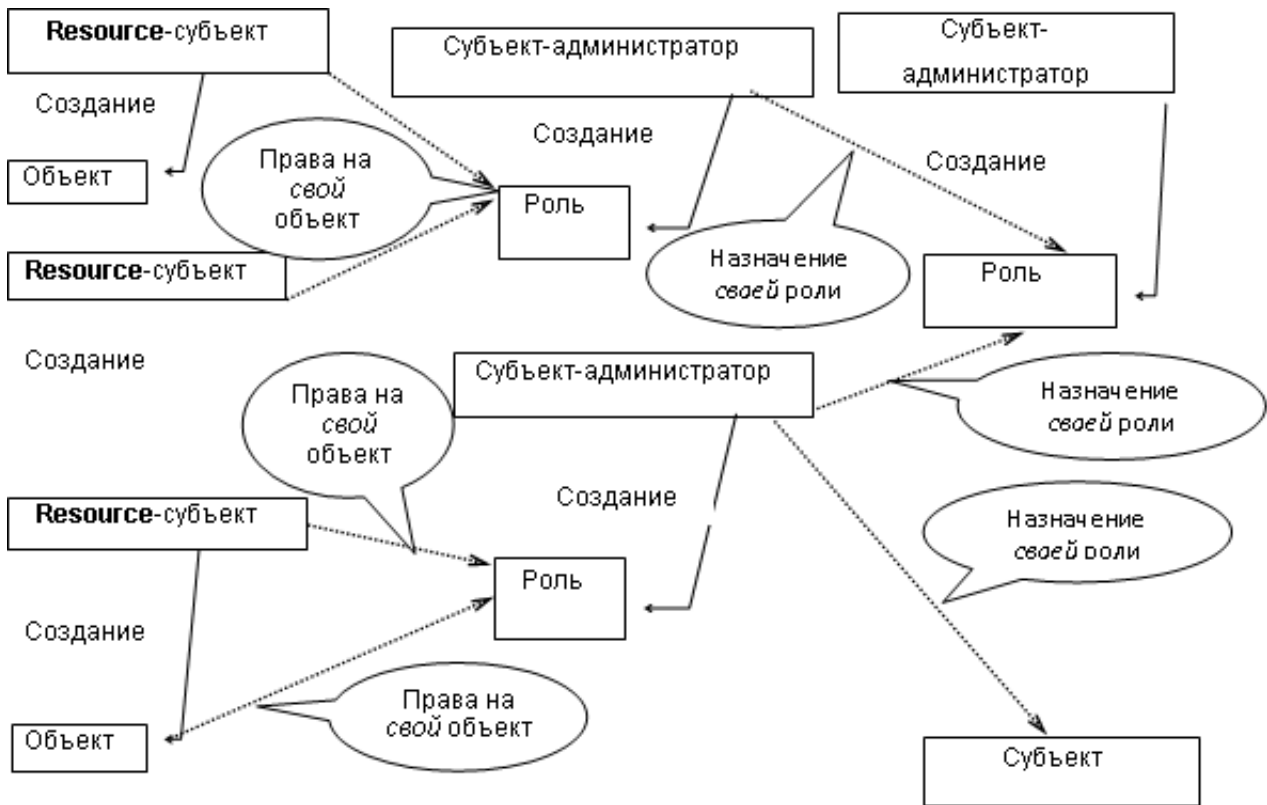 Resource-субъект
Субъект-администратор
Субъект-
администратор
Создание
Создание
Создание
Права на
свой
объект
Объект
Роль
Resource-субъект
Назначение
своей роли
Роль
Создание
Субъект-администратор
Права на
свой
объект
Назначение
своей роли
Создание
Resource-субъект
Назначение
своей роли
Роль
Создание
Права на
свой объект
Объект
Субъект